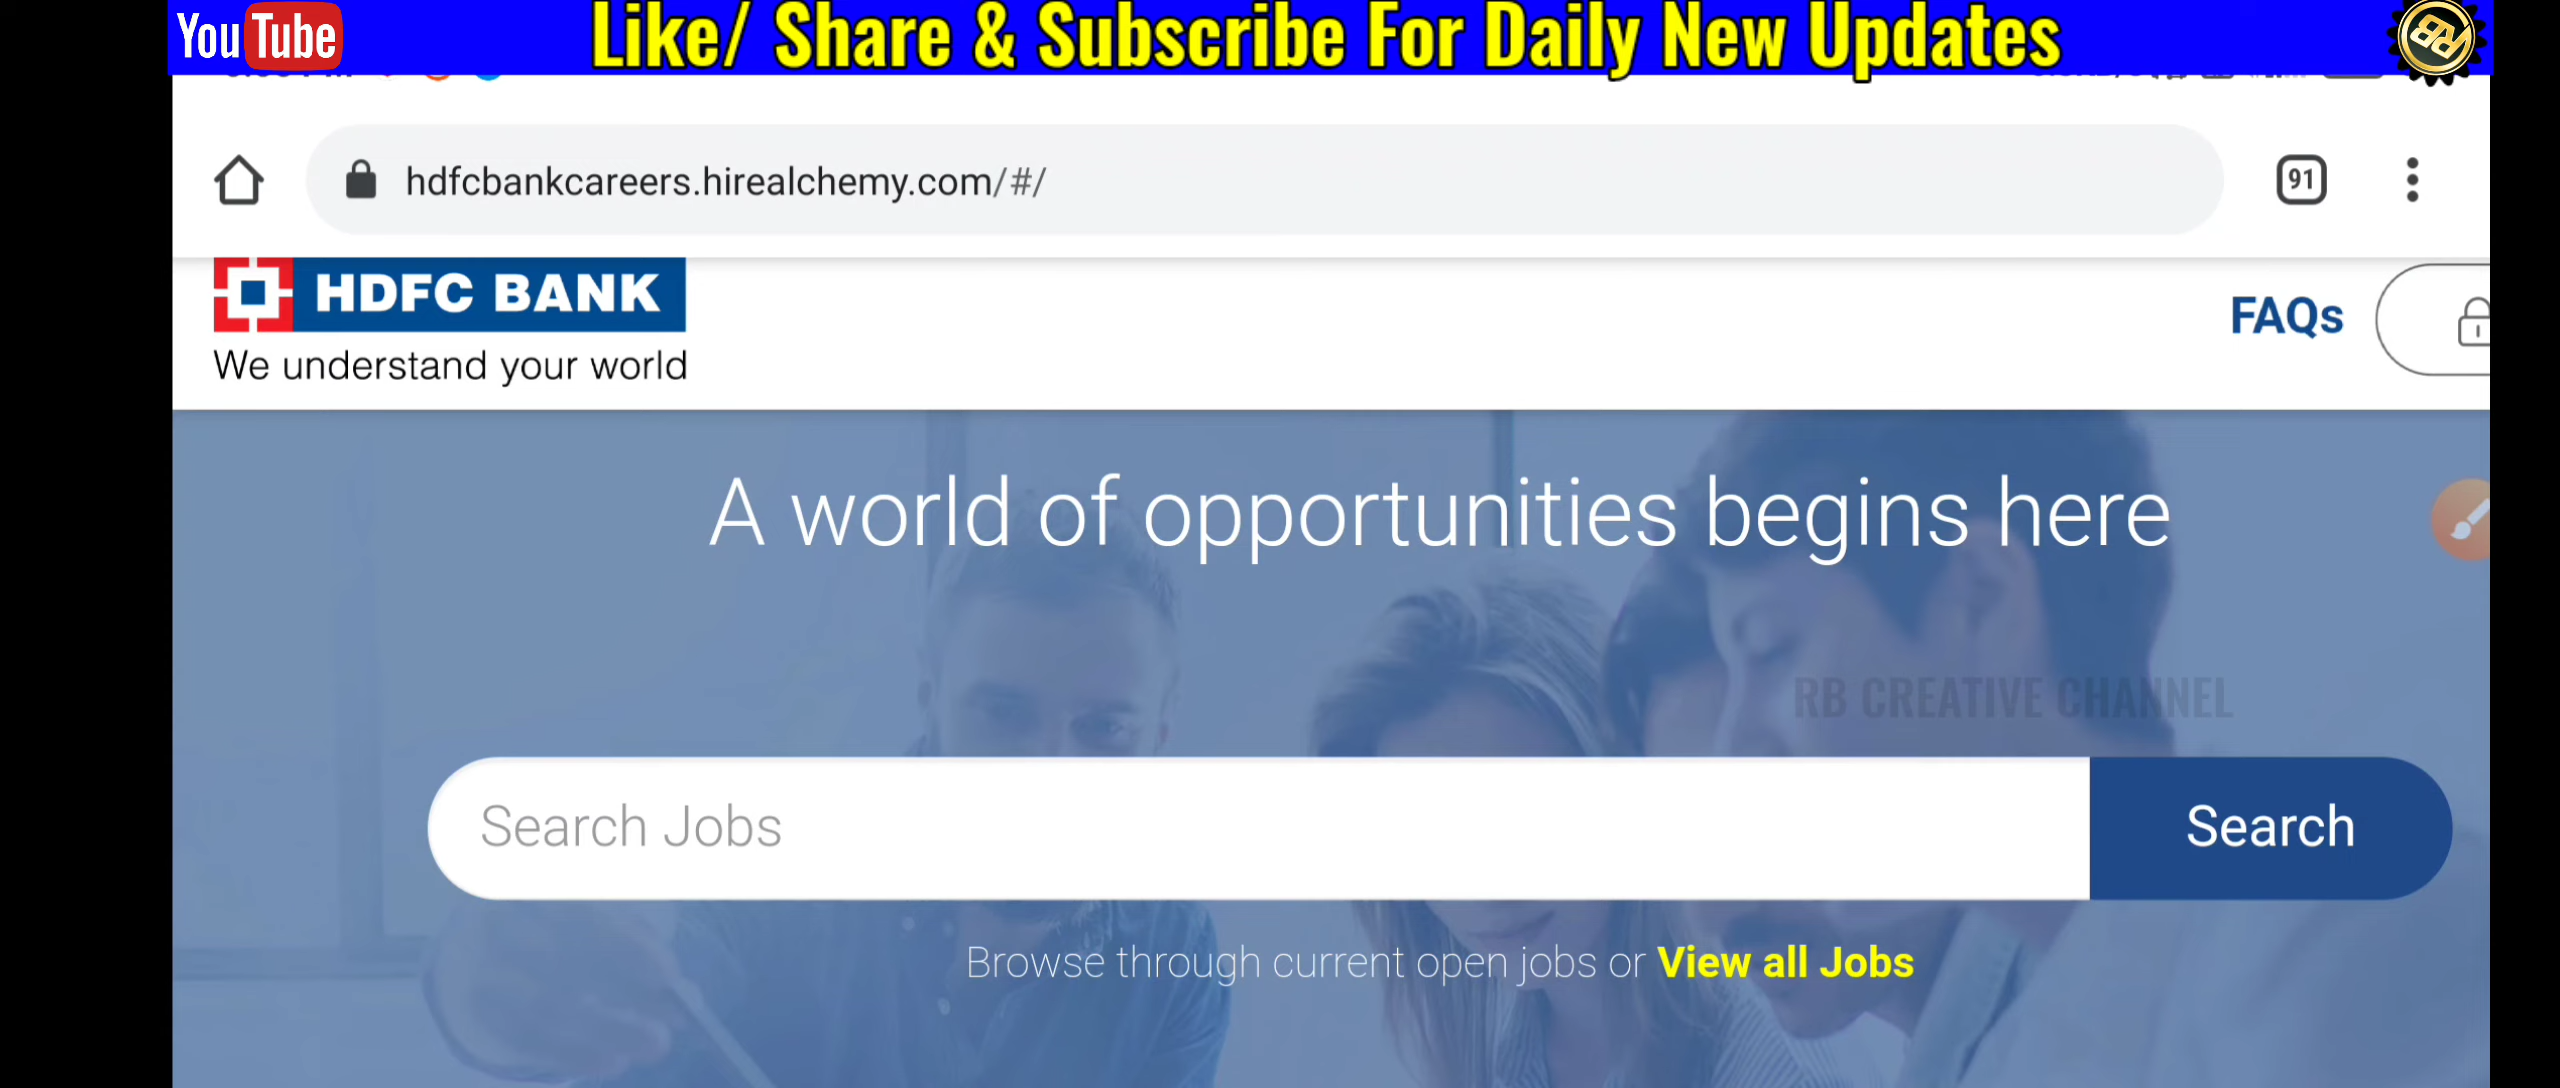 YouTube
Like/ Share & Subscribe For Daily New Updates
RB
hdfcbankcareers.hirealchemy.com/#/
91
HDFC BANK
We understand your world
FAQs
A world of opportunities begins here
RB CREATIVE CHANNEL
Search Jobs
Search
Browse through current open jobs or View all Jobs